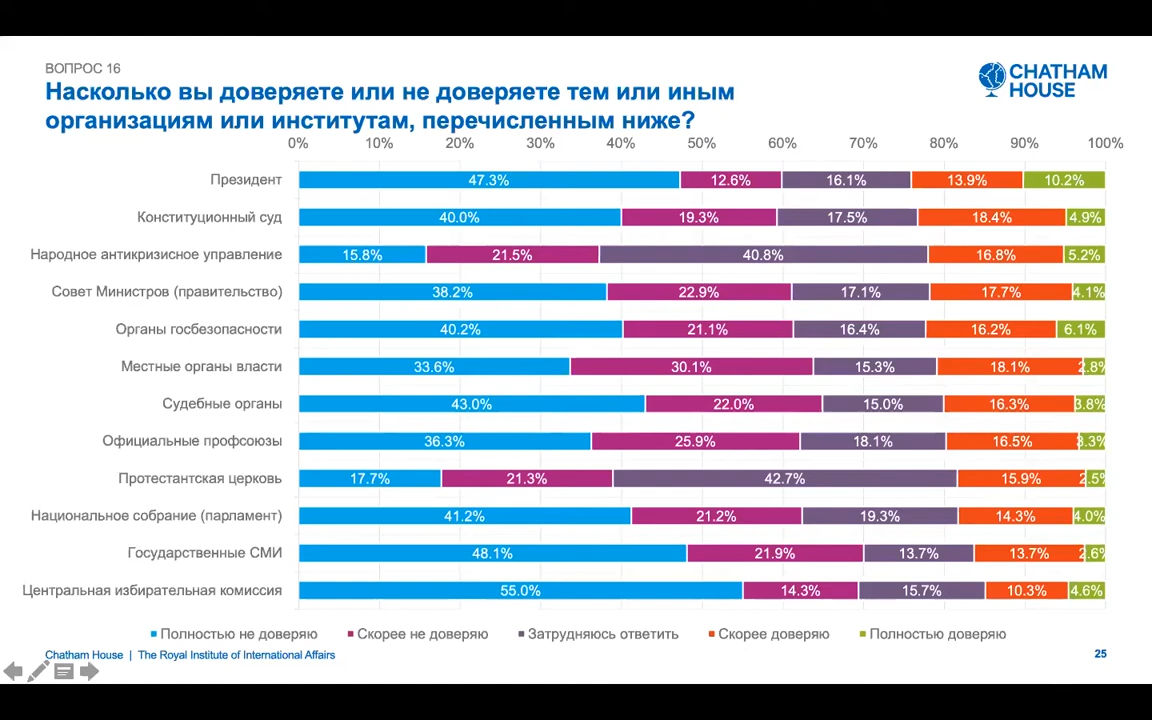 ВОПРОС 16
Насколько вы доверяете или не доверяете тем или иным
организациям или институтам, перечисленным ниже?
CHATHAM
HOUSE
0% 10% 20% 30% 40% 50% 60% 70% 80% 90% 100%
Президент 47.3% 12.6% 16.1% 13.9% 10.2%
Конституционный суд 40.0% 19.3% 17.5% 18.4% 4.9%
Народное антикризисное управление 15.8% 21.5% 40.8% 16.8% 5.2%
Совет Министров (правительство) 38.2% 22.9% 17.1% 17.7% 4.1%
Органы госбезопасности 40.2% 21.1% 16.4% 16.2% 6.1%
Местные органы власти 33.6% 30.1% 15.3% 18.1% 2.8%
Судебные органы 43.0% 22.0% 15.0% 16.3% 3.8%
Официальные профсоюзы 36.3% 25.9% 18.1% 16.5% 3.3%
Протестантская церковь 17.7% 21.3% 42.7% 15.9% 2.5%
Национальное собрание (парламент) 41.2% 21.2% 19.3% 14.3% 4.0%
Государственные СМИ 48.1% 21.9% 13.7% 13.7% 2.6%
Центральная избирательная комиссия 55.0% 14.3% 15.7% 10.3% 4.6%
Полностью не доверяю Скорее не доверяю Затрудняюсь ответить Скорее доверяю Полностью доверяю
Chatham House | The Royal Institute of International Affairs
25